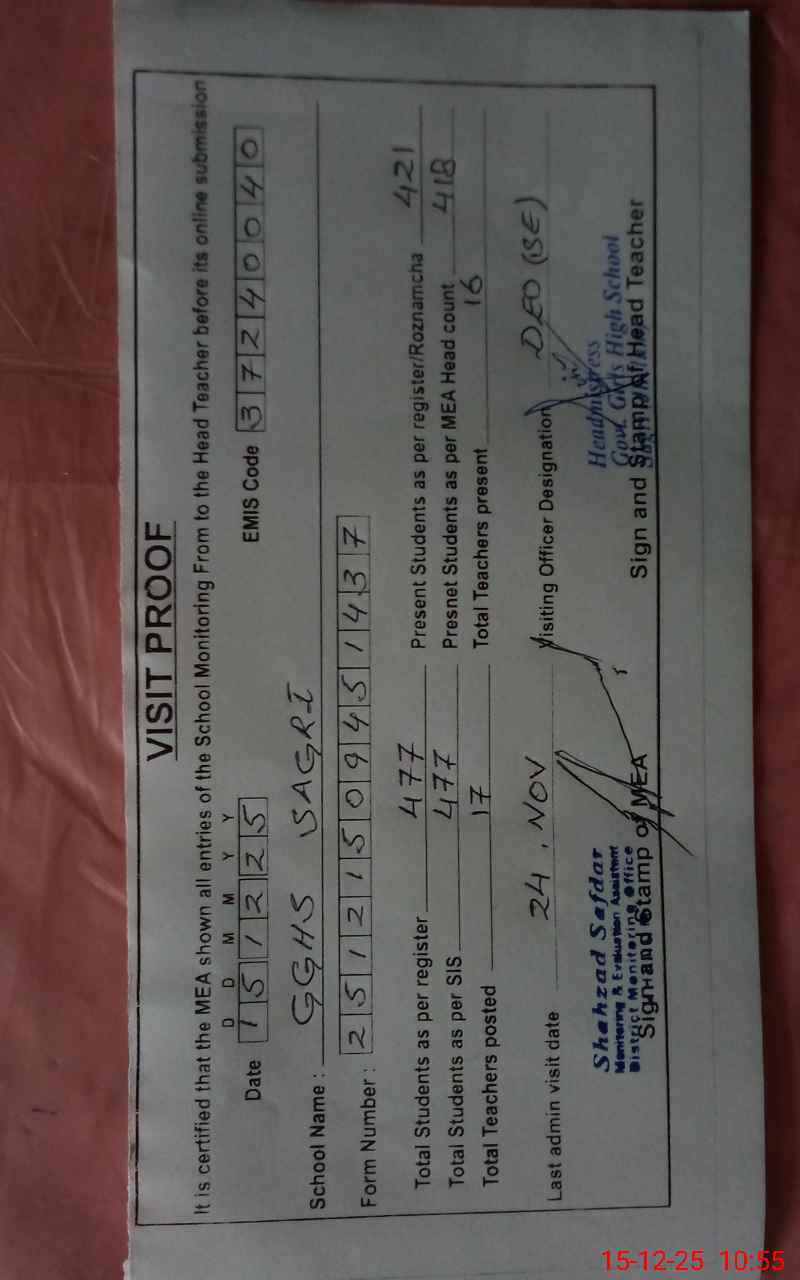 VISIT PROOF
It is certified that the MEA shown all entries of the School Monitoring From to the Head Teacher before its online submission
D D M M Y Y
Date 1 5 1 2 2 5 EMIS Code 3 7 2 4 0 0 4 0
School Name : GGHS SAGRI
Form Number : 2 5 1 2 1 5 0 9 4 5 1 4 3 7
Total Students as per register 477 Present Students as per register/Roznamcha 421
Total Students as per SIS 477 Presnet Students as per MEA Head count 418
Total Teachers posted 17 Total Teachers present 16
Last admin visit date 24, NOV Visiting Officer Designation DEO (SE)
Shahzad Safdar
Monitoring & Evaluation Assistent
District Monitoring Office
Sign and Stamp of MEA
Headmistress
Govt. Girls High School
Sign and Stamp of Head Teacher
15-12-25 10:55